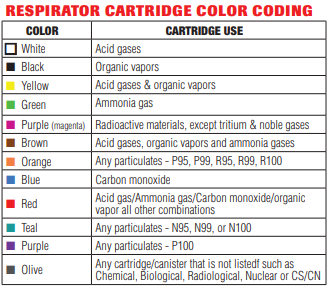 RESPIRATOR CARTRIDGE COLOR CODING
COLOR CARTRIDGE USE
White Acid gases
Black Organic vapors
Yellow Acid gases & organic vapors
Green Ammonia gas
Purple (magenta) Radioactive materials, except tritium & noble gases
Brown Acid gases, organic vapors and ammonia gases
Orange Any particulates - P95, P99, R95, R99, R100
Blue Carbon monoxide
Red Acid gas/Ammonia gas/Carbon monoxide/organic
vapor all other combinations
Teal Any particulates - N95, N99, or N100
Purple Any particulates - P100
Olive Any cartridge/canister that is not listedf such as
Chemical, Biological, Radiological, Nuclear or CS/CN